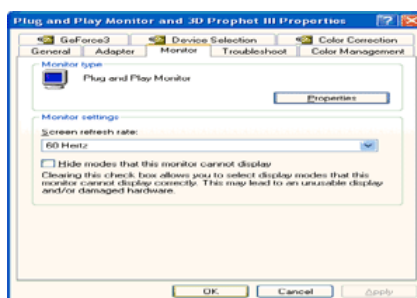 Plug and Play Monitor and 3D Prophet III Properties
GeForce3 Device Selection Color Correction
General Adapter Monitor Troubleshoot Color Management
Monitor type
Plug and Play Monitor
Properties
Monitor settings
Screen refresh rate:
60 Hertz
Hide modes that this monitor cannot display
Clearing this check box allows you to select display modes that this
monitor cannot display correctly. This may lead to an unusable display
and/or damaged hardware.
OK Cancel Apply